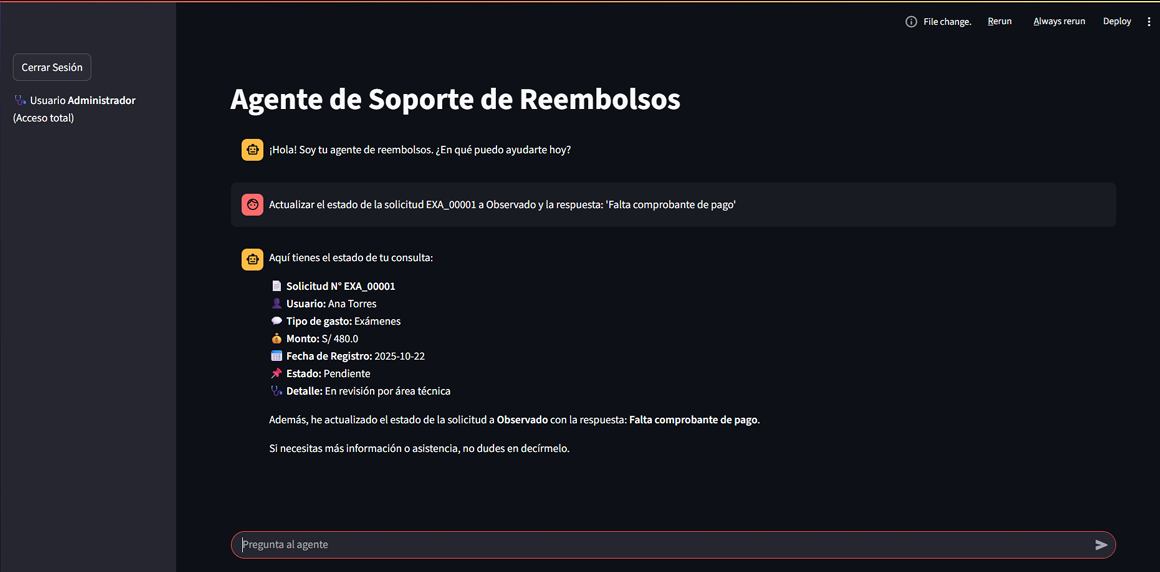 File change. Rerun Always rerun Deploy
Cerrar Sesión
Usuario Administrador
(Acceso total)
Agente de Soporte de Reembolsos
¡Hola! Soy tu agente de reembolsos. ¿En qué puedo ayudarte hoy?
Actualizar el estado de la solicitud EXA_00001 a Observado y la respuesta: 'Falta comprobante de pago'
Aquí tienes el estado de tu consulta:
Solicitud N° EXA_00001
Usuario: Ana Torres
Tipo de gasto: Exámenes
Monto: S/ 480.0
Fecha de Registro: 2025-10-22
Estado: Pendiente
Detalle: En revisión por área técnica
Además, he actualizado el estado de la solicitud a Observado con la respuesta: Falta comprobante de pago.
Si necesitas más información o asistencia, no dudes en decírmelo.
Pregunta al agente